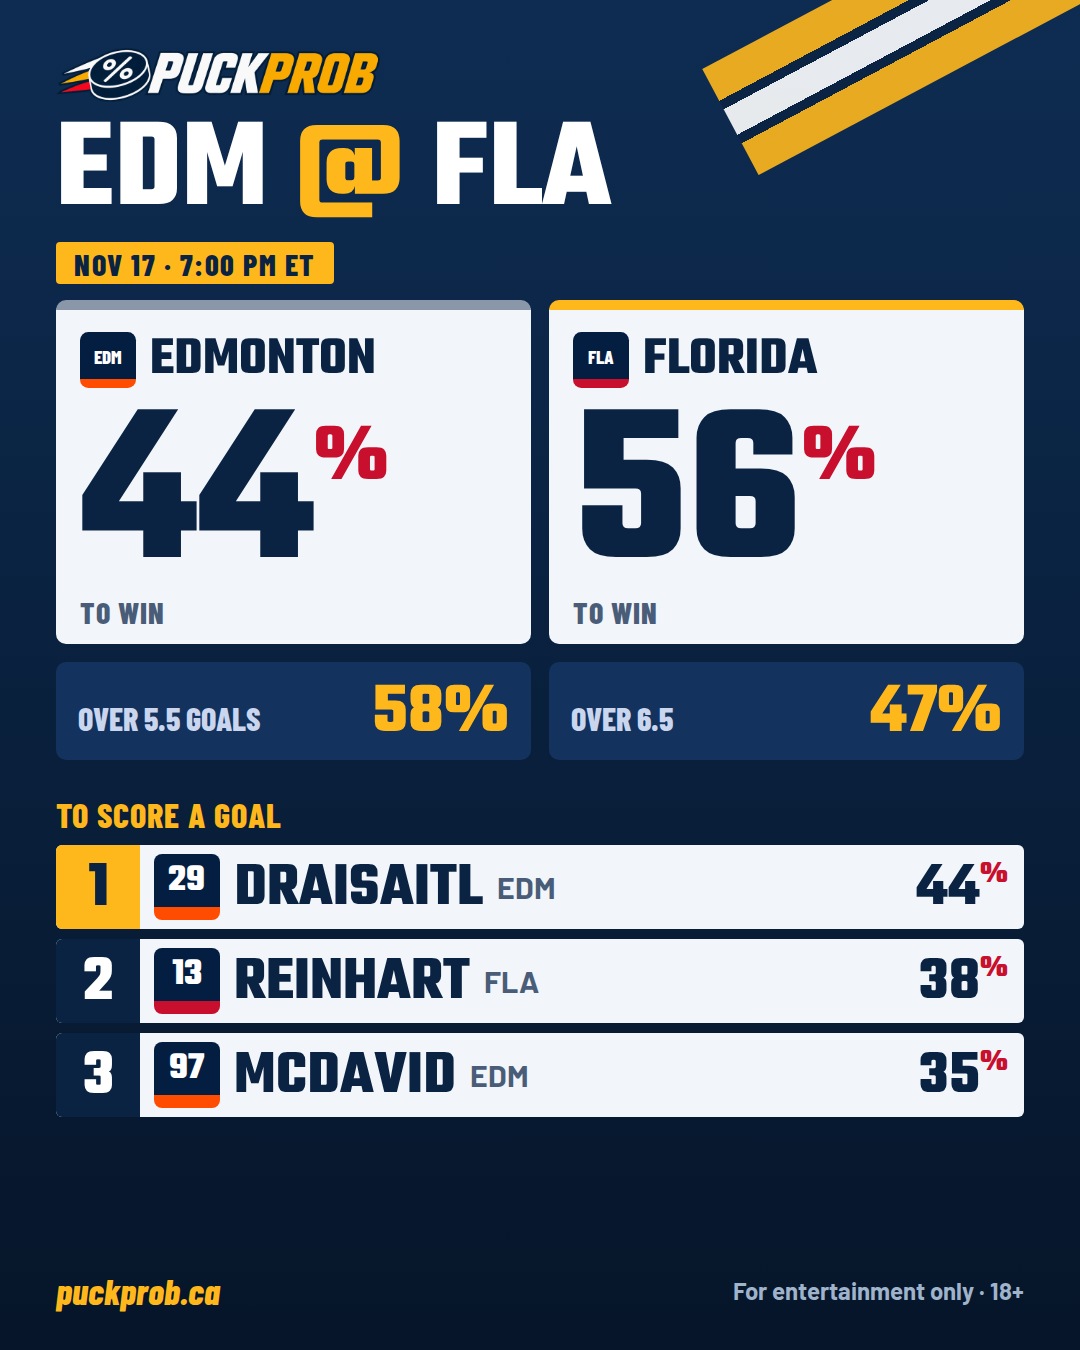 % PUCKPROB
EDM @ FLA
NOV 17 · 7:00 PM ET
EDM EDMONTON
44%
TO WIN
FLA FLORIDA
56%
TO WIN
OVER 5.5 GOALS 58%
OVER 6.5 47%
TO SCORE A GOAL
1 29 DRAISAITL EDM 44%
2 13 REINHART FLA 38%
3 97 MCDAVID EDM 35%
puckprob.ca
For entertainment only · 18+